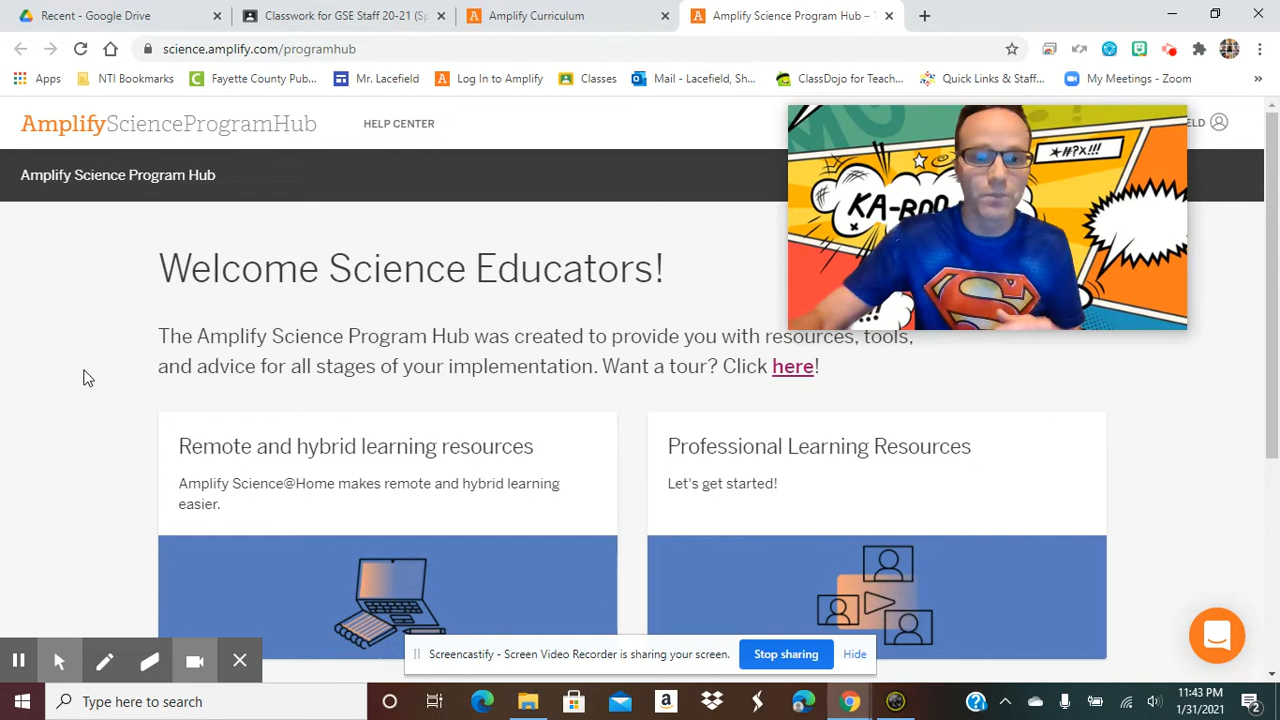 Recent - Google Drive
Classwork for GSE Staff 20-21 (Sp
Amplify Curriculum
Amplify Science Program Hub – T
science.amplify.com/programhub
Apps
NTI Bookmarks
Fayette County Pub...
Mr. Lacefield
Log In to Amplify
Classes
Mail - Lacefield, Sh...
ClassDojo for Teach...
Quick Links & Staff...
My Meetings - Zoom
»
AmplifyScienceProgramHub
HELP CENTER
ELD
Amplify Science Program Hub
*#?X!!!
KA-BOO
Welcome Science Educators!
The Amplify Science Program Hub was created to provide you with resources, tools,
and advice for all stages of your implementation. Want a tour? Click here!
Remote and hybrid learning resources
Amplify Science@Home makes remote and hybrid learning
easier.
Professional Learning Resources
Let's get started!
Screencastify - Screen Video Recorder is sharing your screen.
Stop sharing
Hide
Type here to search
11:43 PM
1/31/2021
2